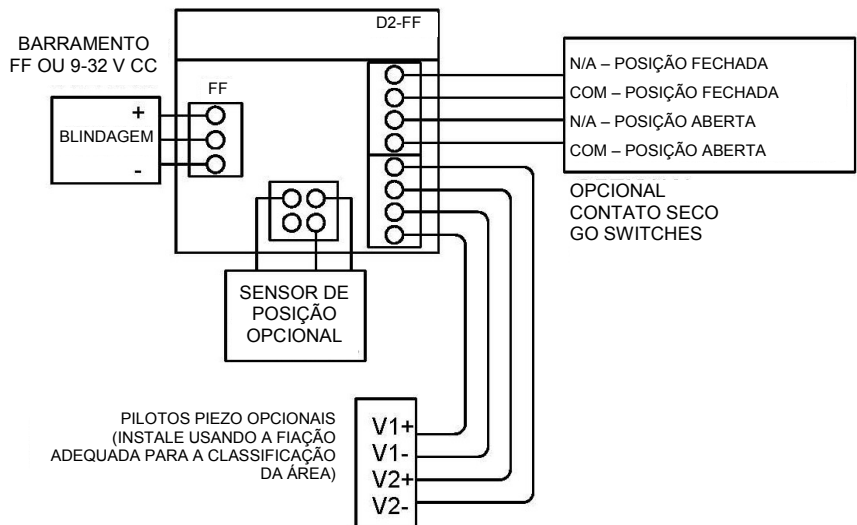 D2-FF
BARRAMENTO
FF OU 9-32 V CC
FF
+
BLINDAGEM
-
N/A – POSIÇÃO FECHADA
COM – POSIÇÃO FECHADA
N/A – POSIÇÃO ABERTA
COM – POSIÇÃO ABERTA
OPCIONAL
CONTATO SECO
GO SWITCHES
SENSOR DE
POSIÇÃO
OPCIONAL
PILOTOS PIEZO OPCIONAIS
(INSTALE USANDO A FIAÇÃO
ADEQUADA PARA A CLASSIFICAÇÃO
DA ÁREA)
V1+
V1-
V2+
V2-